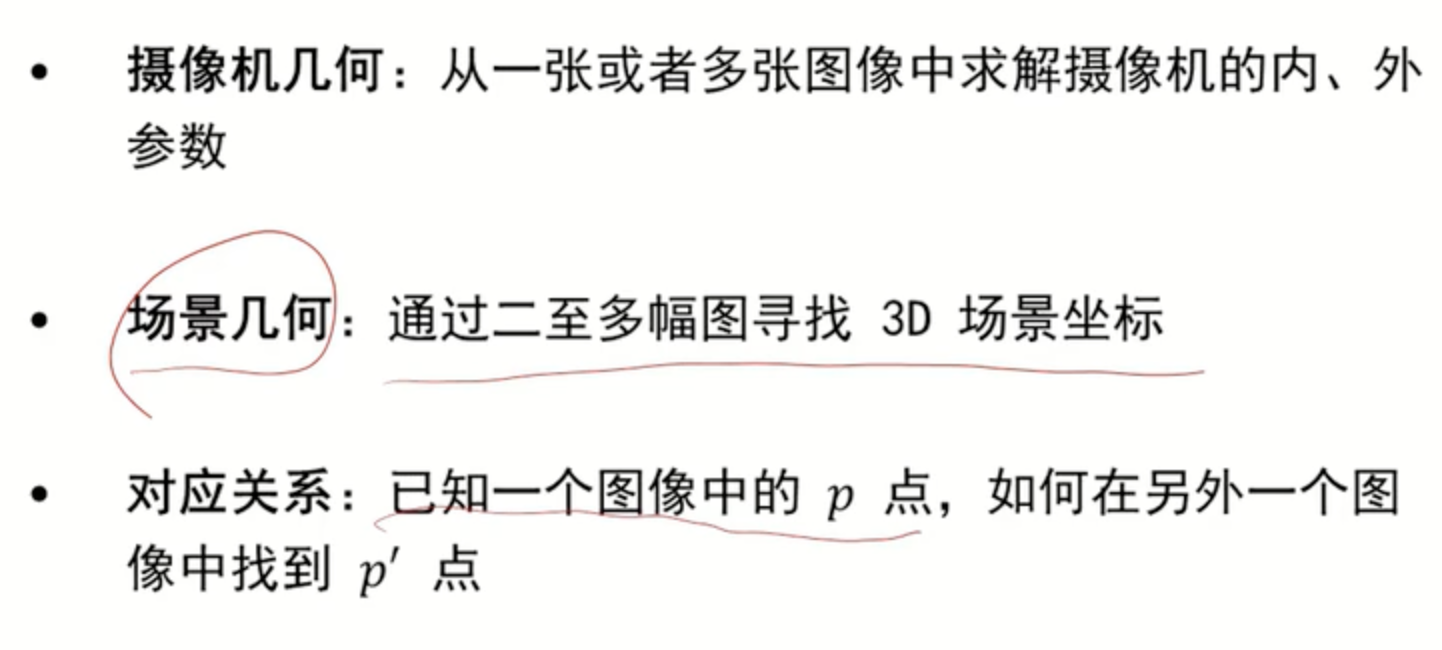 • 摄像机几何：从一张或者多张图像中求解摄像机的内、外
参数
• 场景几何：通过二至多幅图寻找 3D 场景坐标
• 对应关系：已知一个图像中的 p 点，如何在另外一个图
像中找到 p′ 点